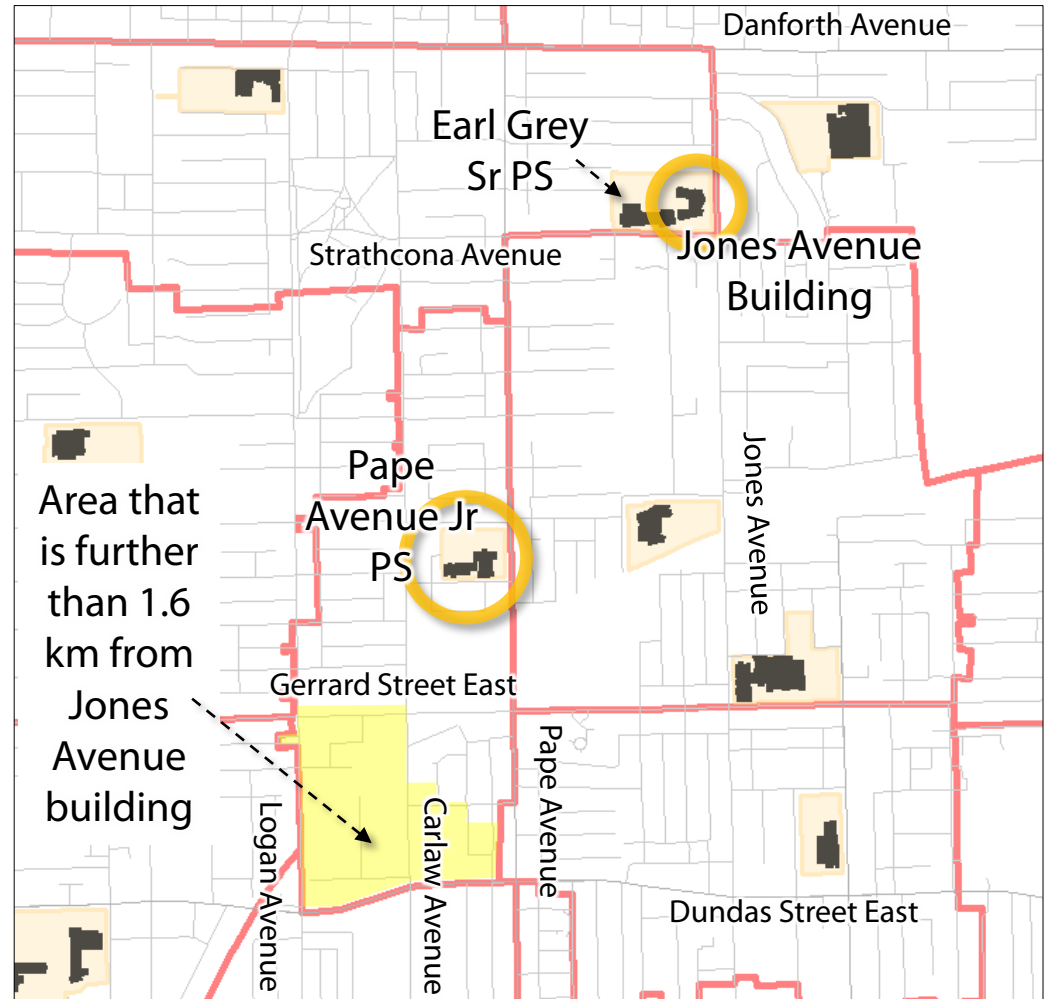 Danforth Avenue
Earl Grey
Sr PS
Strathcona Avenue
Jones Avenue
Building
Jones Avenue
Pape
Avenue Jr
PS
Area that
is further
than 1.6
km from
Jones
Avenue
building
Gerrard Street East
Pape Avenue
Logan Avenue
Carlaw Avenue
Dundas Street East